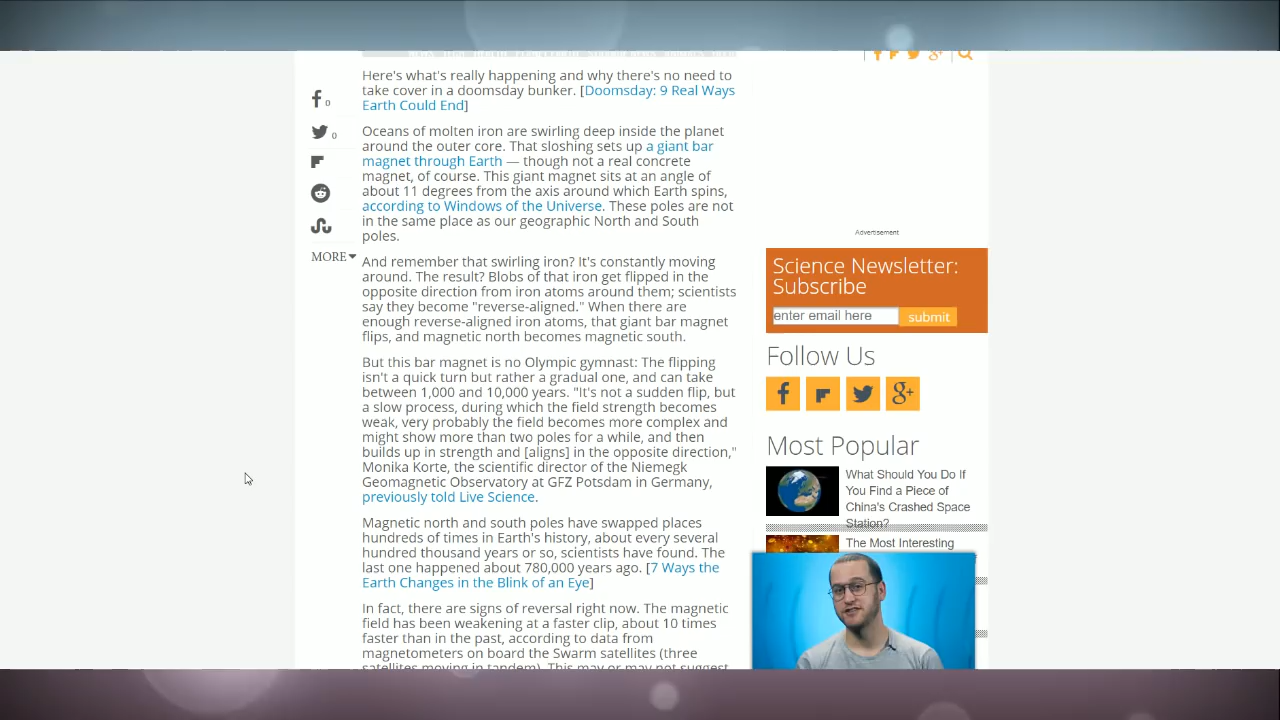 Here's what's really happening and why there's no need to
take cover in a doomsday bunker. [Doomsday: 9 Real Ways
Earth Could End]
Oceans of molten iron are swirling deep inside the planet
around the outer core. That sloshing sets up a giant bar
magnet through Earth — though not a real concrete
magnet, of course. This giant magnet sits at an angle of
about 11 degrees from the axis around which Earth spins,
according to Windows of the Universe. These poles are not
in the same place as our geographic North and South
poles.
And remember that swirling iron? It's constantly moving
around. The result? Blobs of that iron get flipped in the
opposite direction from iron atoms around them; scientists
say they become "reverse-aligned." When there are
enough reverse-aligned iron atoms, that giant bar magnet
flips, and magnetic north becomes magnetic south.
But this bar magnet is no Olympic gymnast: The flipping
isn't a quick turn but rather a gradual one, and can take
between 1,000 and 10,000 years. "It's not a sudden flip, but
a slow process, during which the field strength becomes
weak, very probably the field becomes more complex and
might show more than two poles for a while, and then
builds up in strength and [aligns] in the opposite direction,"
Monika Korte, the scientific director of the Niemegk
Geomagnetic Observatory at GFZ Potsdam in Germany,
previously told Live Science.
Magnetic north and south poles have swapped places
hundreds of times in Earth's history, about every several
hundred thousand years or so, scientists have found. The
last one happened about 780,000 years ago. [7 Ways the
Earth Changes in the Blink of an Eye]
In fact, there are signs of reversal right now. The magnetic
field has been weakening at a faster clip, about 10 times
faster than in the past, according to data from
magnetometers on board the Swarm satellites (three
satellites moving in tandem). This may or may not suggest
0
0
MORE
Advertisement
Science Newsletter:
Subscribe
enter email here
submit
Follow Us
g+
Most Popular
What Should You Do If
You Find a Piece of
China's Crashed Space
Station?
The Most Interesting